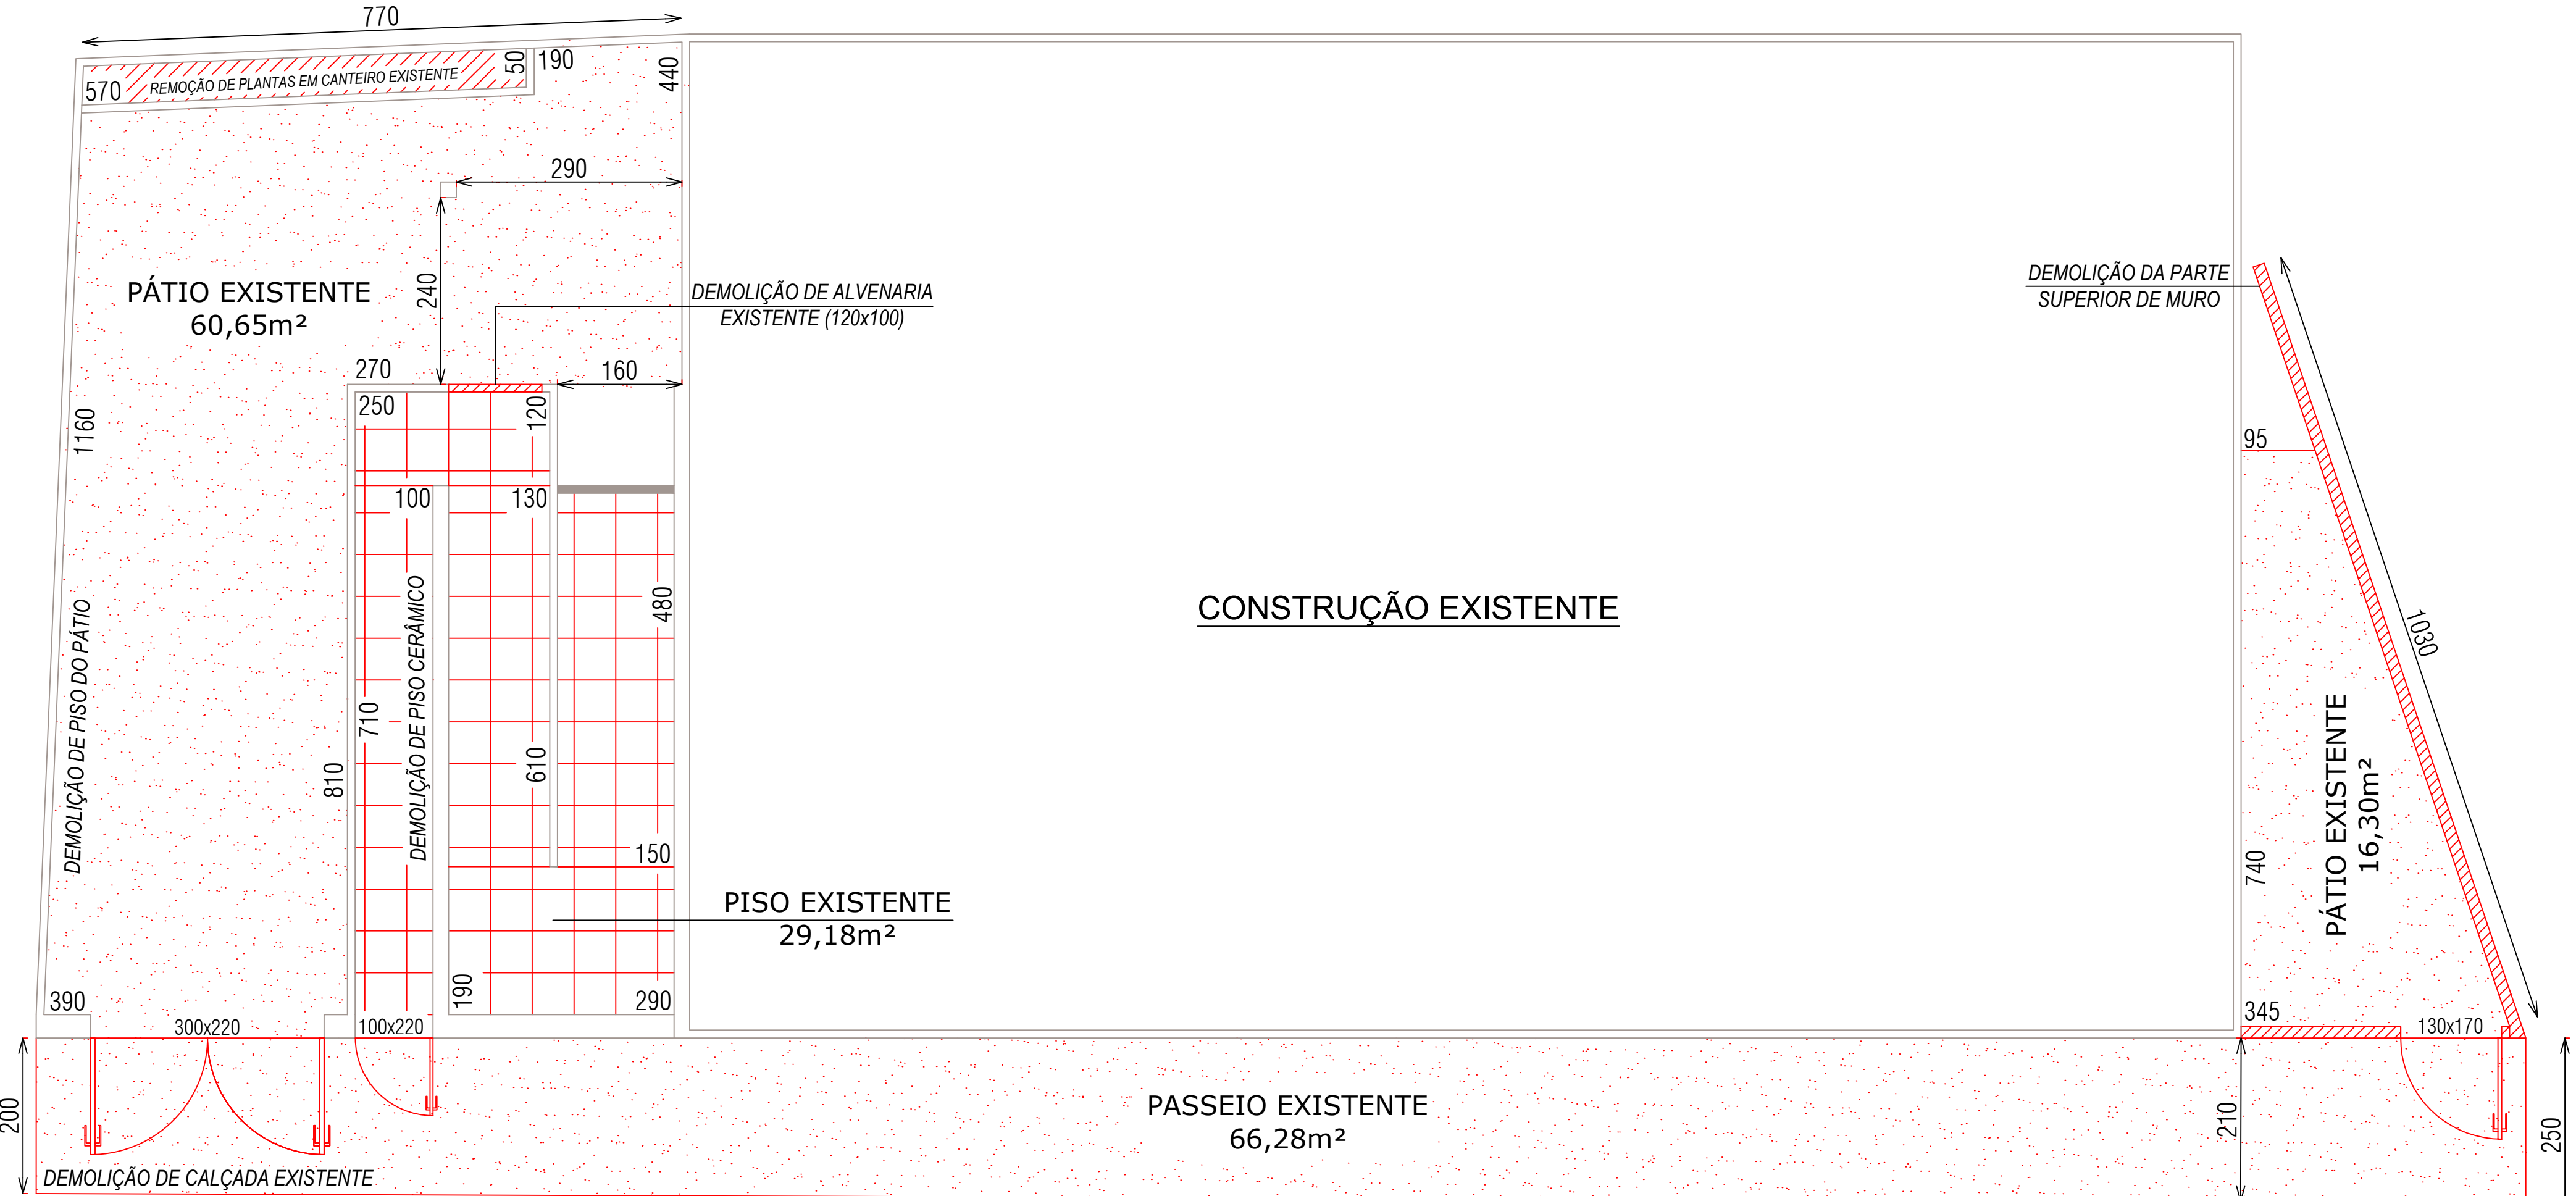 770
50
190
440
570
REMOÇÃO DE PLANTAS EM CANTEIRO EXISTENTE
290
240
PÁTIO EXISTENTE
60,65m²
DEMOLIÇÃO DE ALVENARIA
EXISTENTE (120x100)
DEMOLIÇÃO DA PARTE
SUPERIOR DE MURO
270
160
250
120
1160
95
100
130
480
DEMOLIÇÃO DE PISO DO PÁTIO
DEMOLIÇÃO DE PISO CERÂMICO
CONSTRUÇÃO EXISTENTE
1030
710
610
810
150
740
PÁTIO EXISTENTE
16,30m²
PISO EXISTENTE
29,18m²
190
290
390
300x220
100x220
345
130x170
200
PASSEIO EXISTENTE
66,28m²
210
250
DEMOLIÇÃO DE CALÇADA EXISTENTE